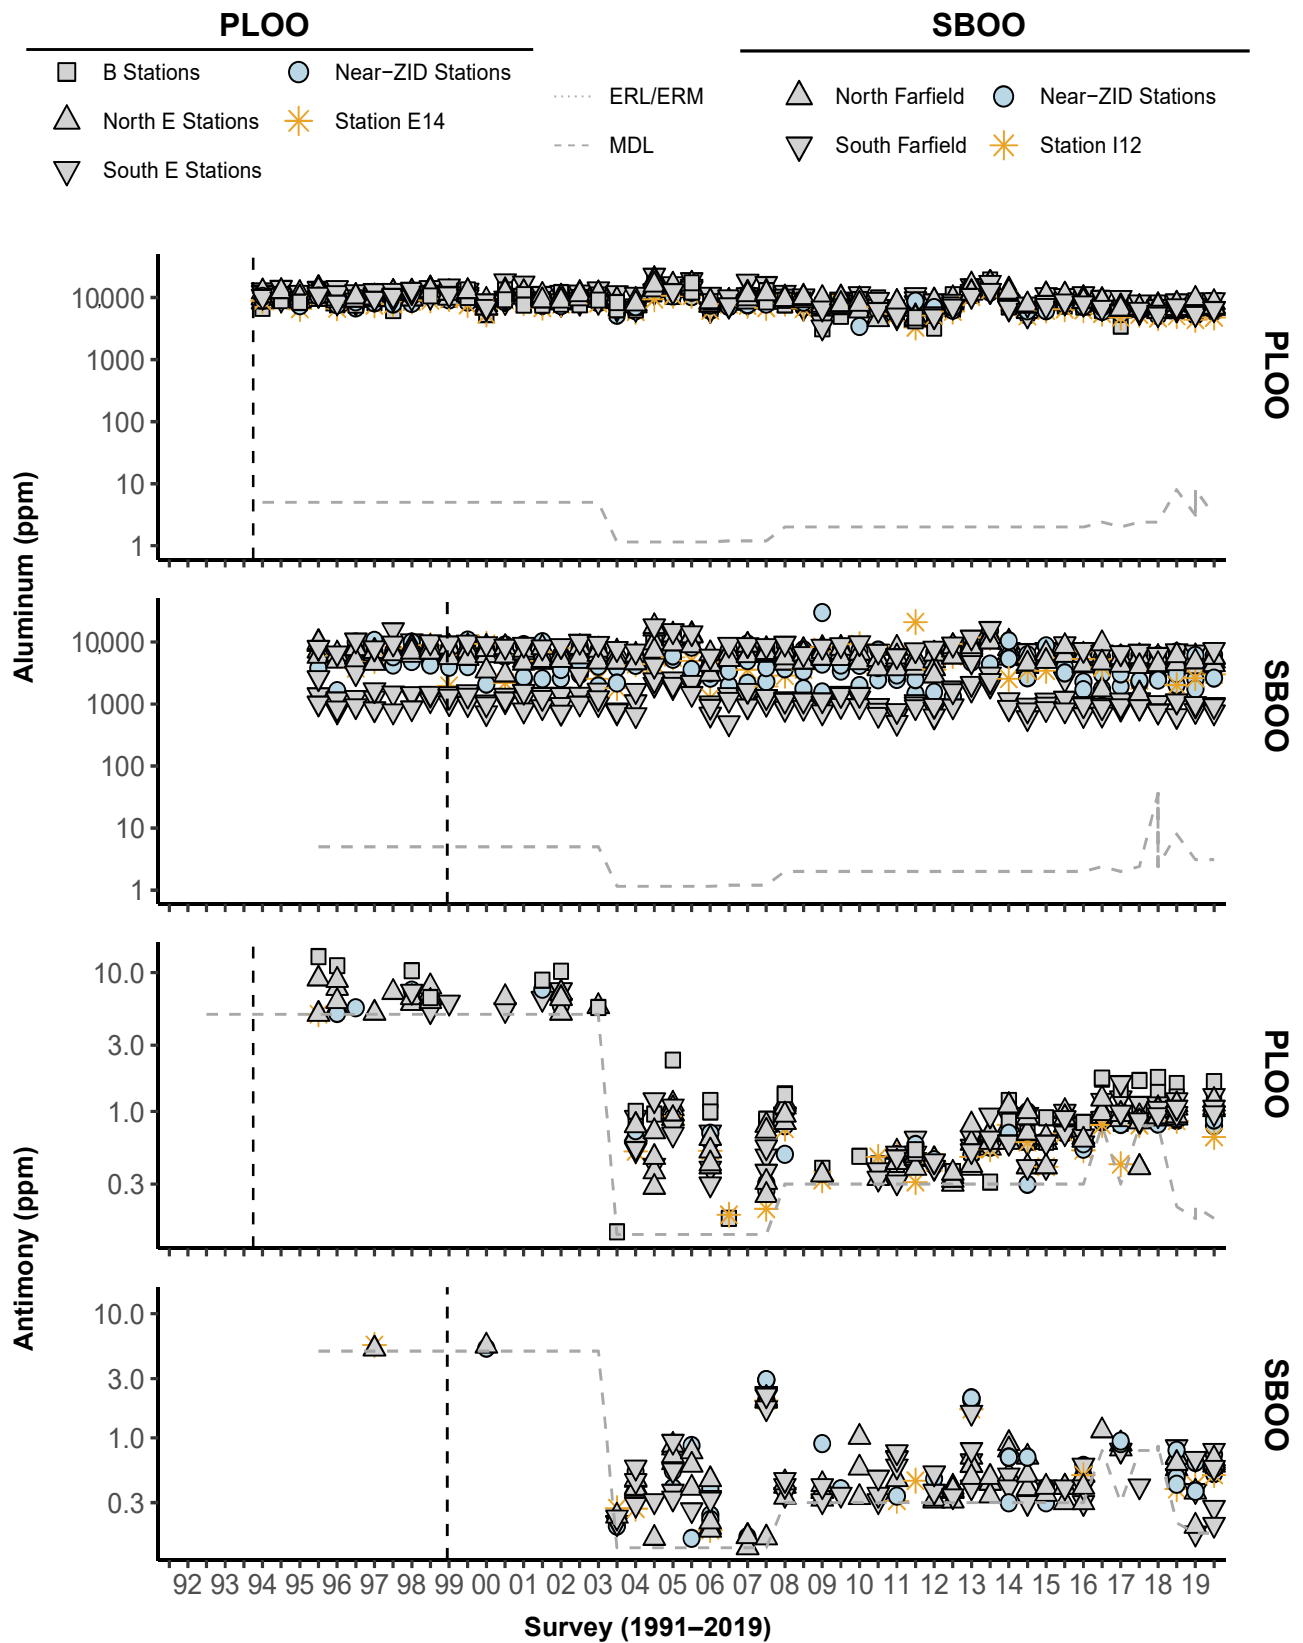 PLOO
SBOO
B Stations
Near−ZID Stations
North E Stations
Station E14
South E Stations
ERL/ERM
MDL
North Farfield
Near−ZID Stations
South Farfield
Station I12
Aluminum (ppm)
10000
1000
100
10
1
PLOO
10000
1000
100
10
1
SBOO
Antimony (ppm)
10.0
3.0
1.0
0.3
PLOO
10.0
3.0
1.0
0.3
SBOO
92 93 94 95 96 97 98 99 00 01 02 03 04 05 06 07 08 09 10 11 12 13 14 15 16 17 18 19
Survey (1991–2019)